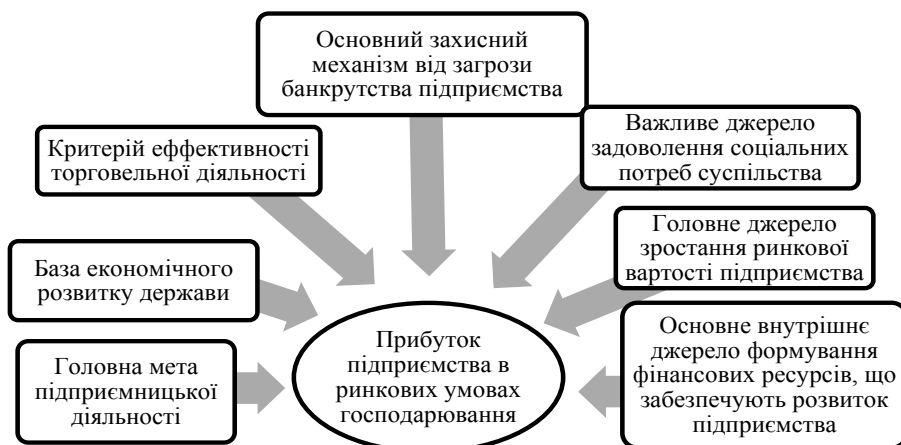 Основний захисний
механізм від загрози
банкрутства підприємства
Критерій еффективності
торговельної діяльності
Важливе джерело
задоволення соціальних
потреб суспільства
База економічного
розвитку держави
Головне джерело
зростання ринкової
вартості підприємства
Головна мета
підприємницької
діяльності
Прибуток
підприємства в
ринкових умовах
господарювання
Основне внутрішнє
джерело формування
фінансових ресурсів, що
забезпечують розвиток
підприємства